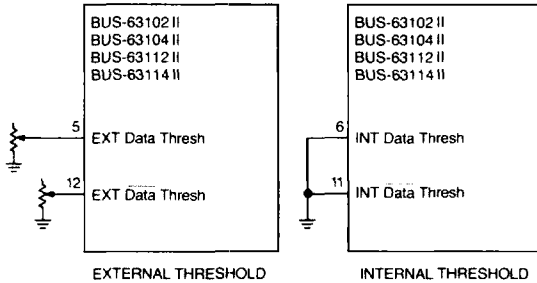 BUS-63102 II
BUS-63104 II
BUS-63112 II
BUS-63114 II
5
EXT Data Thresh
12
EXT D̅a̅t̅a̅ Thresh
EXTERNAL THRESHOLD
BUS-63102 II
BUS-63104 II
BUS-63112 II
BUS-63114 II
6
INT Data Thresh
11
INT D̅a̅t̅a̅ Thresh
INTERNAL THRESHOLD